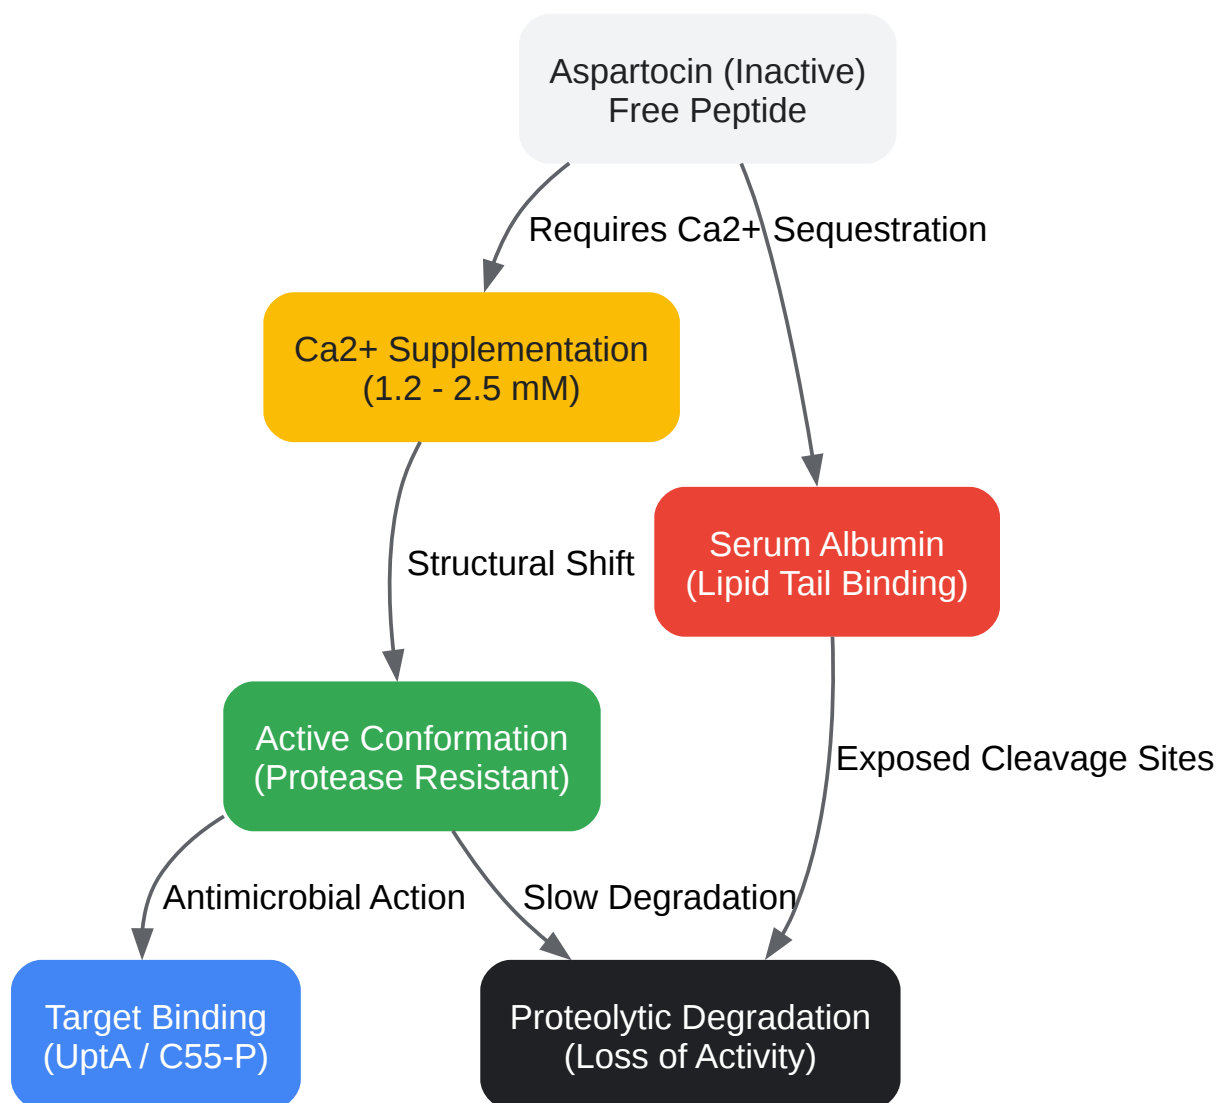 Aspartocin (Inactive)
Free Peptide
Requires Ca2+
Sequestration
Ca2+ Supplementation
(1.2 - 2.5 mM)
Structural Shift
Serum Albumin
(Lipid Tail Binding)
Active Conformation
(Protease Resistant)
Exposed Cleavage Sites
Antimicrobial Action
Slow Degradation
Target Binding
(UptA / C55-P)
Proteolytic Degradation
(Loss of Activity)